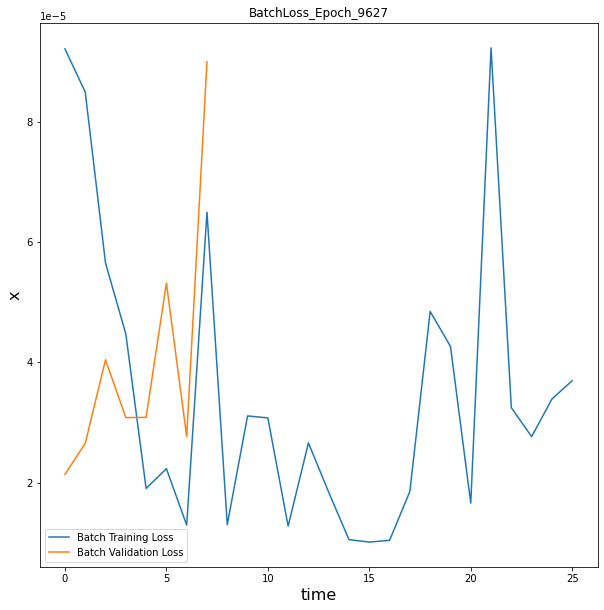 BatchLoss_Epoch_9627
1e−5
8
6
4
2
x
Batch Training Loss
Batch Validation Loss
0 5 10 15 20 25
time